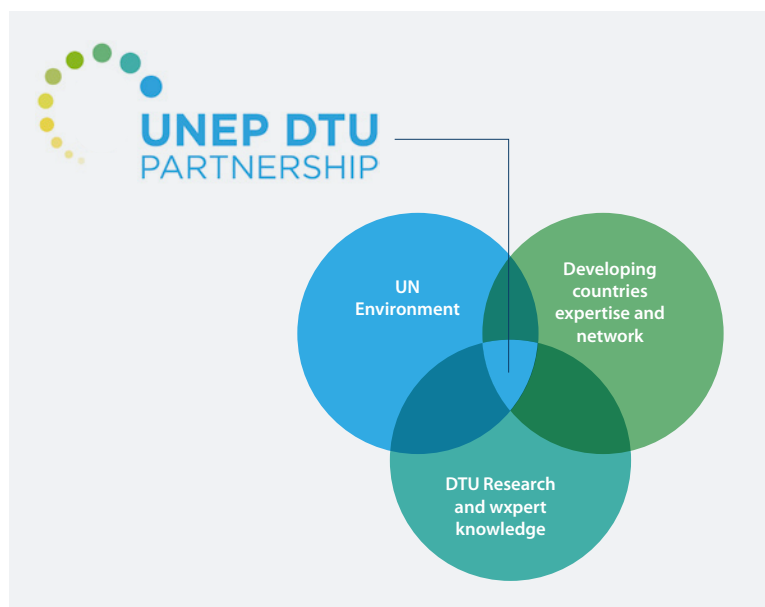 UNEP DTU
PARTNERSHIP
UN
Environment
Developing
countries
expertise and
network
DTU Research
and wxpert
knowledge